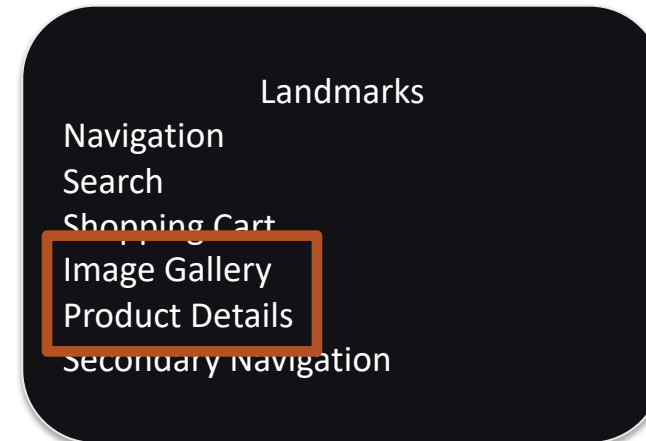 Landmarks
Navigation
Search
Shopping Cart
Image Gallery
Product Details
Secondary Navigation